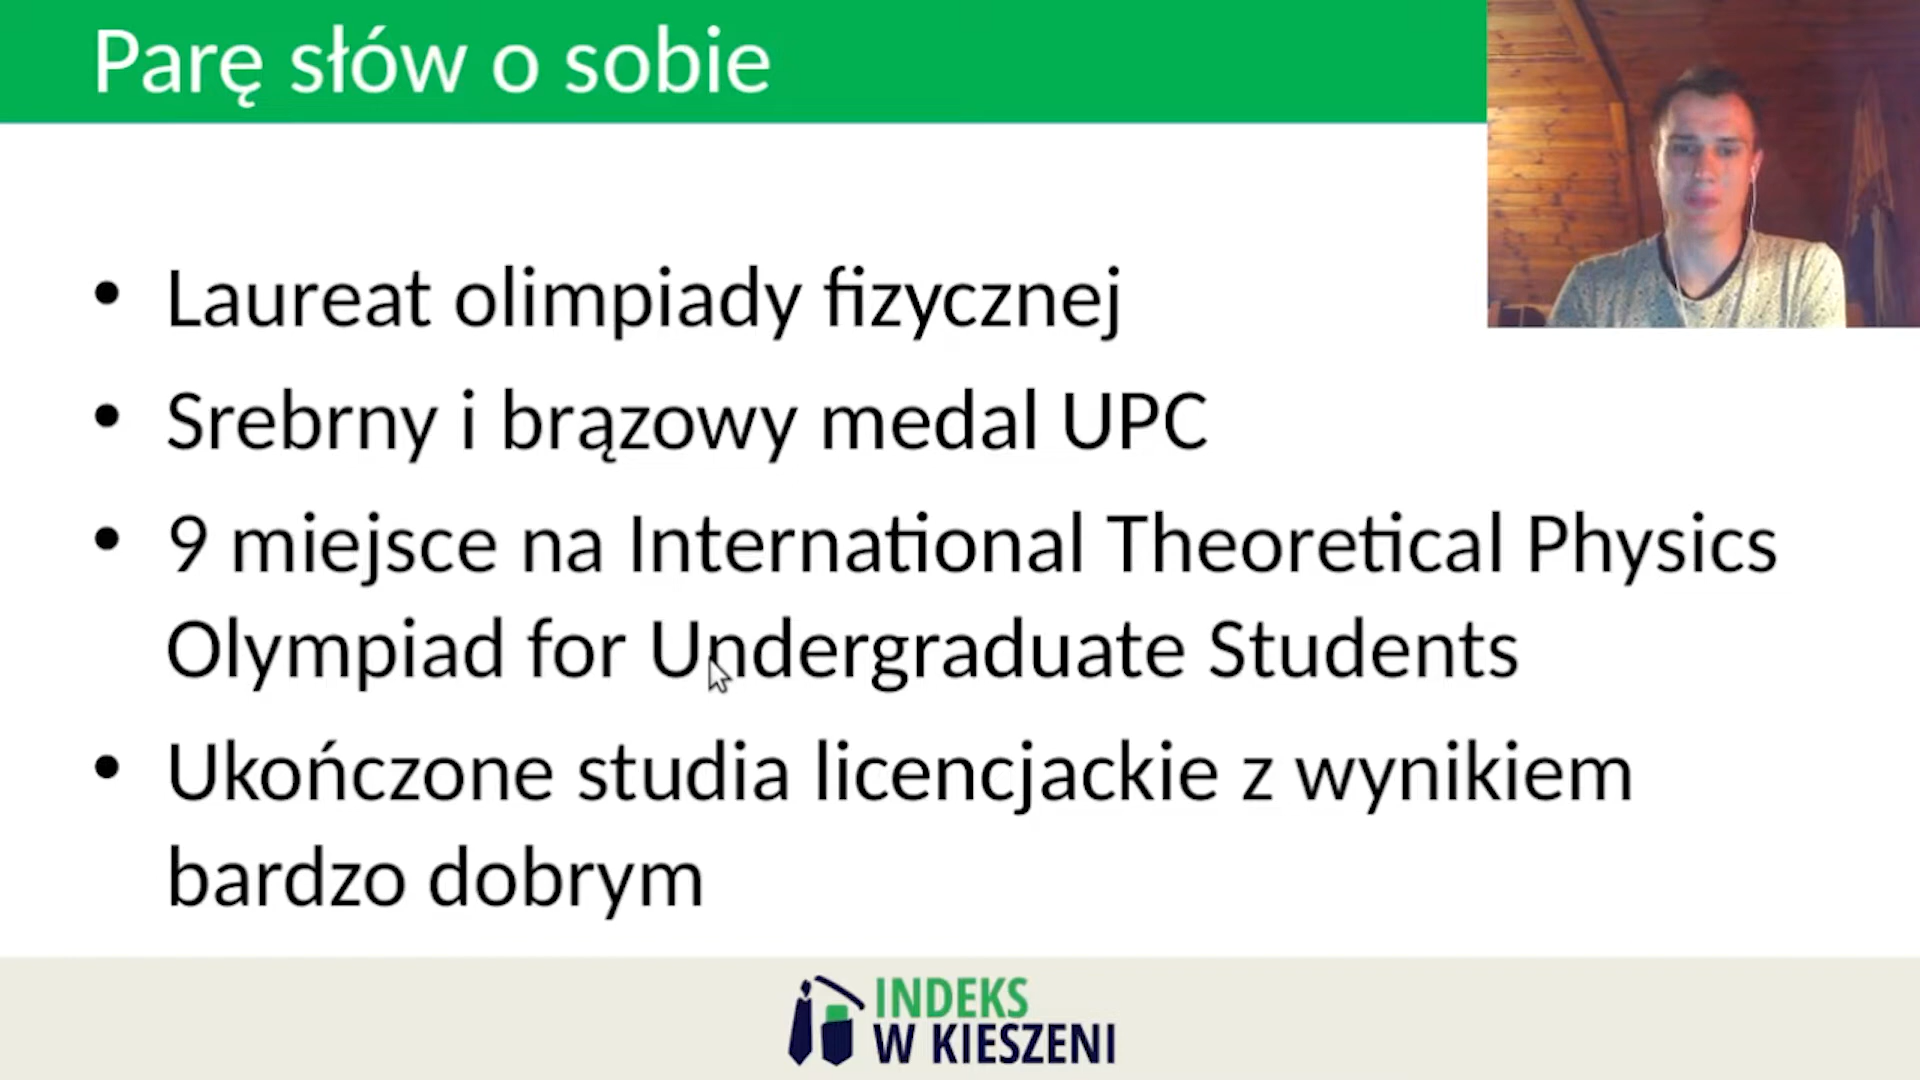 Parę słów o sobie
• Laureat olimpiady fizycznej
• Srebrny i brązowy medal UPC
• 9 miejsce na International Theoretical Physics
Olympiad for Undergraduate Students
• Ukończone studia licencjackie z wynikiem
bardzo dobrym
INDEKS
W KIESZENI